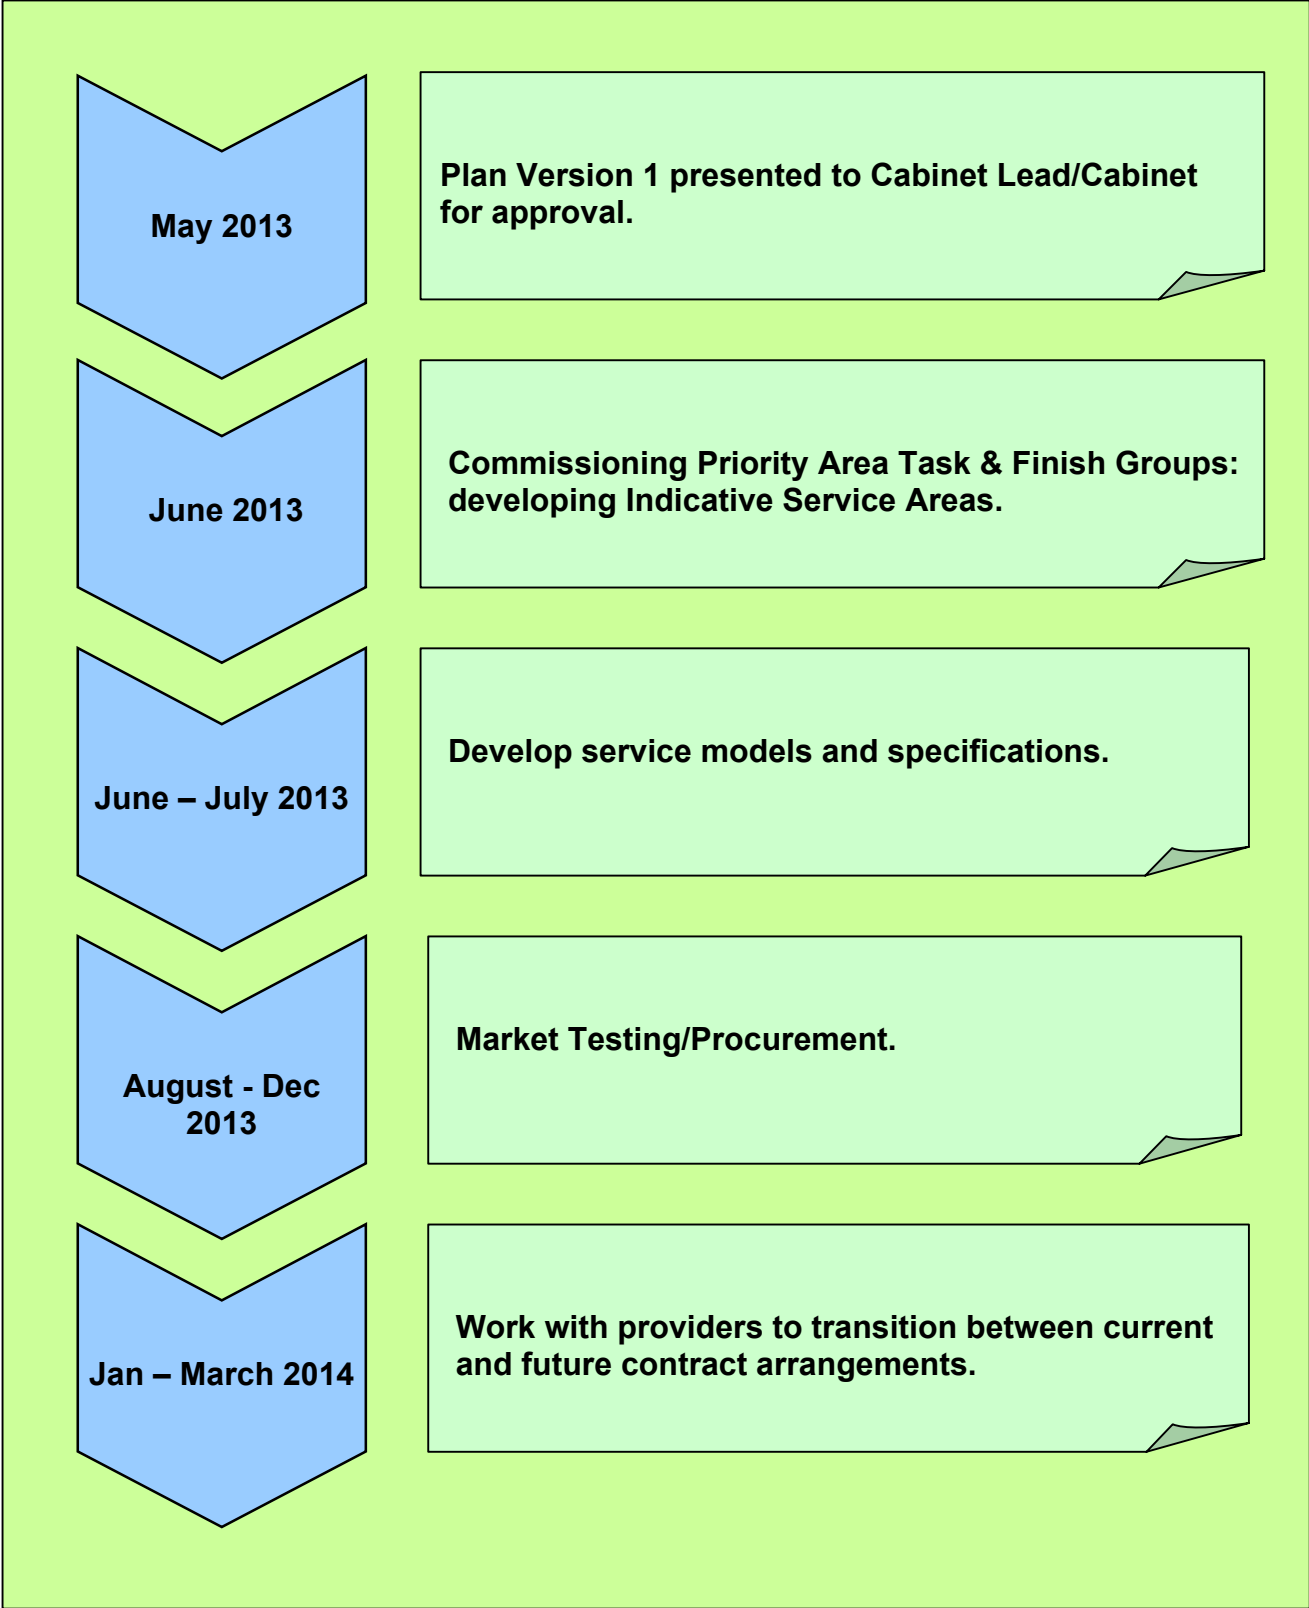 May 2013
Plan Version 1 presented to Cabinet Lead/Cabinet
for approval.
June 2013
Commissioning Priority Area Task & Finish Groups:
developing Indicative Service Areas.
June – July 2013
Develop service models and specifications.
August - Dec
2013
Market Testing/Procurement.
Jan – March 2014
Work with providers to transition between current
and future contract arrangements.